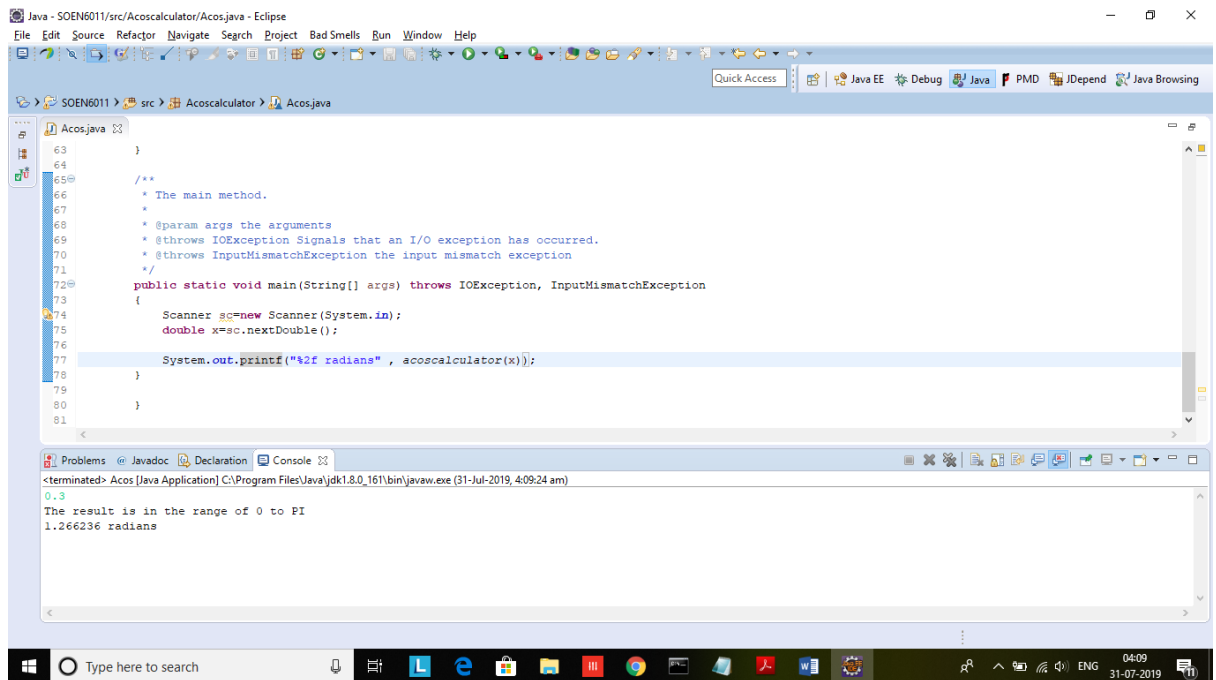 Java - SOEN6011/src/Acoscalculator/Acos.java - Eclipse
File Edit Source Refactor Navigate Search Project Bad Smells Run Window Help
Quick Access Java EE Debug Java PMD JDepend Java Browsing
SOEN6011 src Acoscalculator Acos.java
Acos.java
63 }
64
65 /**
66 * The main method.
67 *
68 * @param args the arguments
69 * @throws IOException Signals that an I/O exception has occurred.
70 * @throws InputMismatchException the input mismatch exception
71 */
72 public static void main(String[] args) throws IOException, InputMismatchException
73 {
74 Scanner sc=new Scanner(System.in);
75 double x=sc.nextDouble();
76
77 System.out.printf("%2f radians" , acoscalculator(x));
78 }
79
80 }
81
Problems @ Javadoc Declaration Console
<terminated> Acos [Java Application] C:\Program Files\Java\jdk1.8.0_161\bin\javaw.exe (31-Jul-2019, 4:09:24 am)
0.3
The result is in the range of 0 to PI
1.266236 radians
Type here to search
L
ENG
04:09
31-07-2019
11